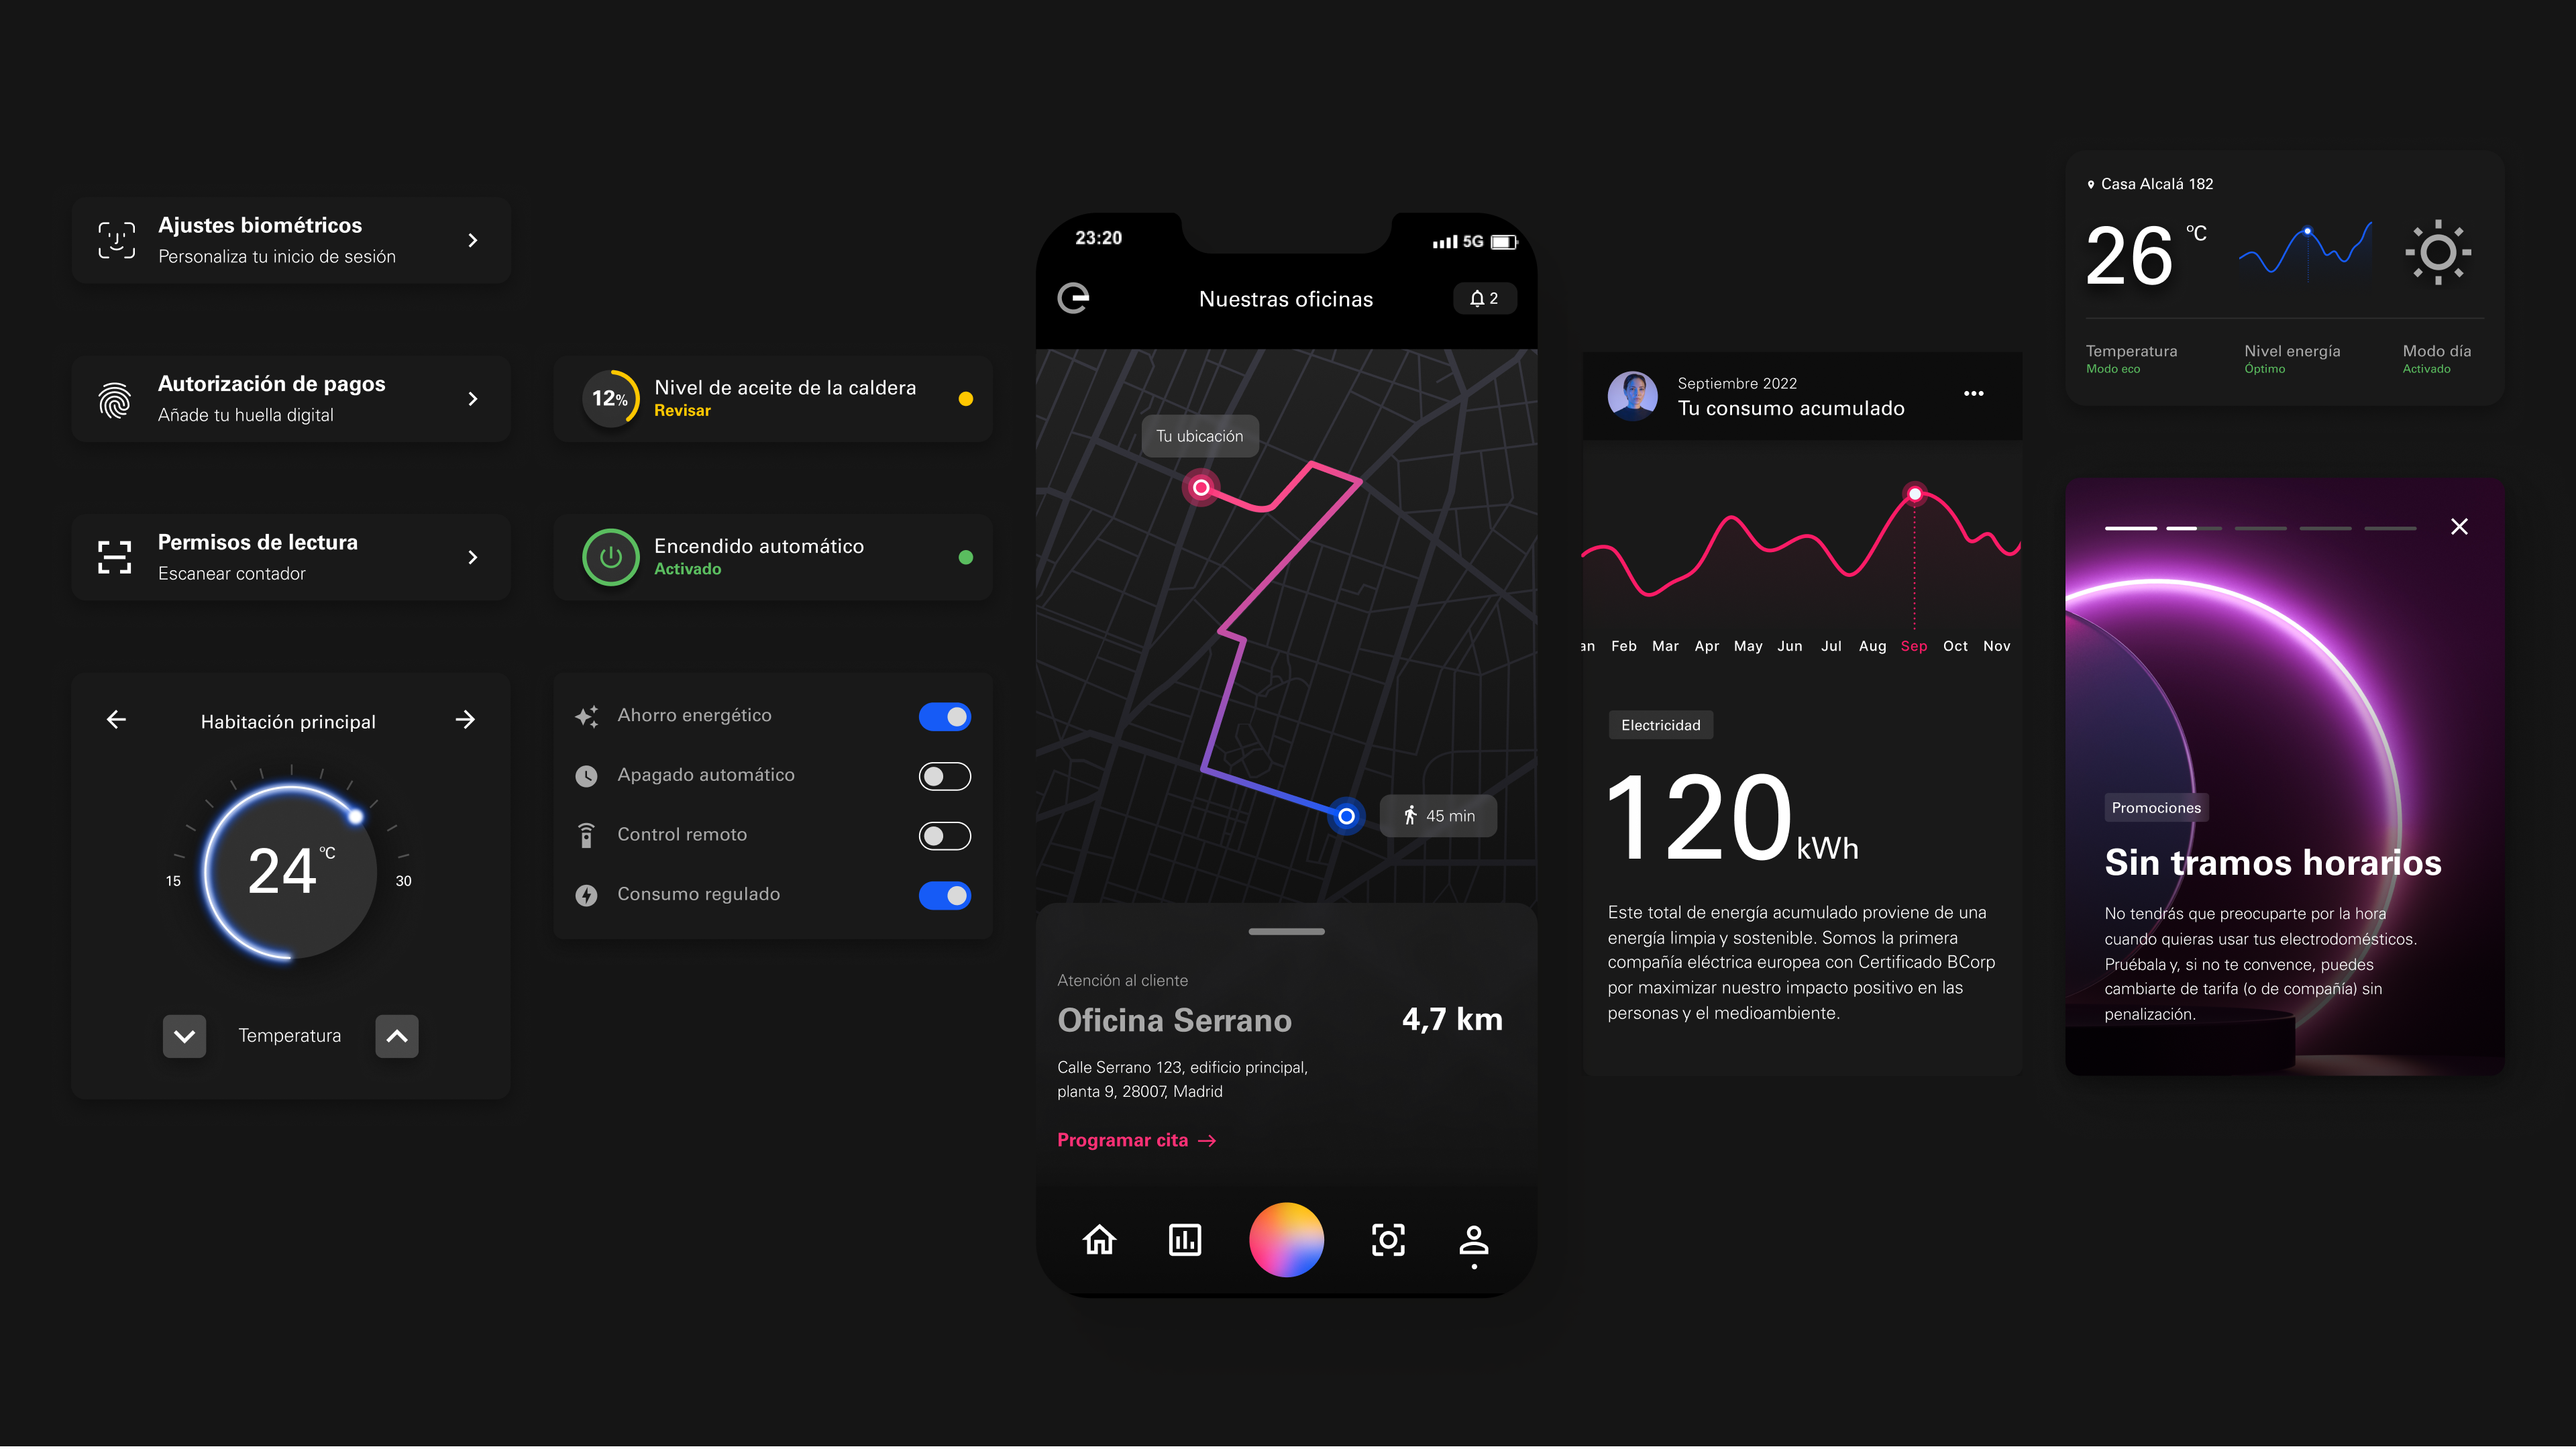 Ajustes biométricos
Personaliza tu inicio de sesión
Autorización de pagos
Añade tu huella digital
Permisos de lectura
Escanear contador
Habitación principal
24 ºC
15
30
Temperatura
12%
Nivel de aceite de la caldera
Revisar
Encendido automático
Activado
Ahorro energético
Apagado automático
Control remoto
Consumo regulado
23:20
5G
Nuestras oficinas
2
Tu ubicación
45 min
Atención al cliente
Oficina Serrano
4,7 km
Calle Serrano 123, edificio principal,
planta 9, 28007, Madrid
Programar cita →
Septiembre 2022
Tu consumo acumulado
an Feb Mar Apr May Jun Jul Aug Sep Oct Nov
Electricidad
120 kWh
Este total de energía acumulado proviene de una
energía limpia y sostenible. Somos la primera
compañía eléctrica europea con Certificado BCorp
por maximizar nuestro impacto positivo en las
personas y el medioambiente.
Casa Alcalá 182
26 ºC
Temperatura
Modo eco
Nivel energía
Óptimo
Modo día
Activado
Promociones
Sin tramos horarios
No tendrás que preocuparte por la hora
cuando quieras usar tus electrodomésticos.
Pruébala y, si no te convence, puedes
cambiarte de tarifa (o de compañía) sin
penalización.